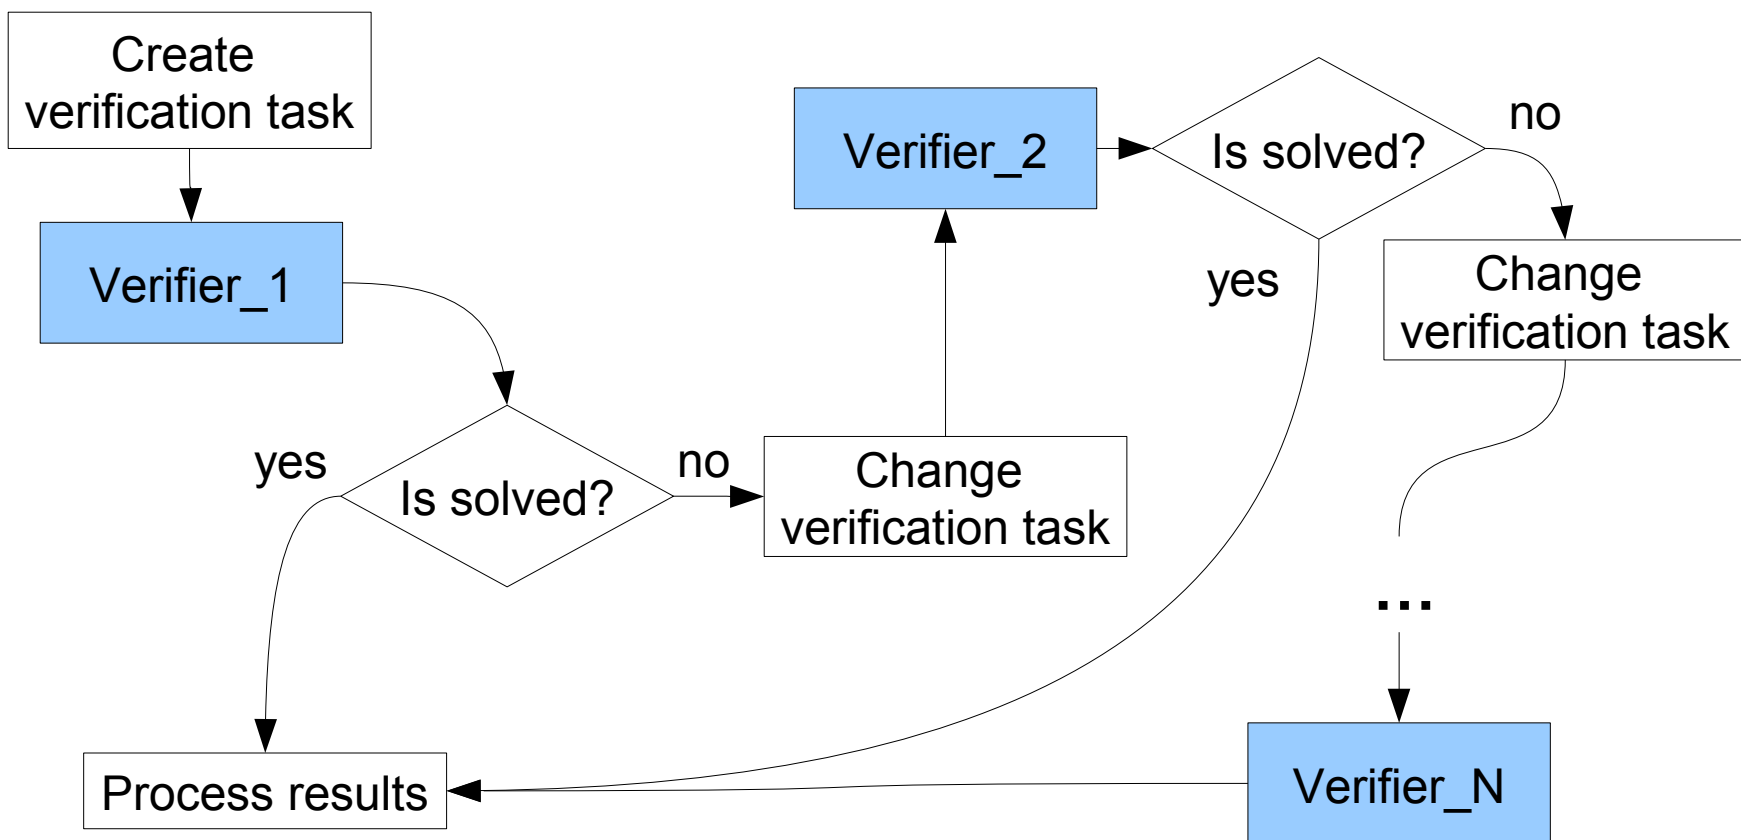 Create
verification task
Verifier_1
Is solved?
yes
no
Change
verification task
Verifier_2
Is solved?
no
yes
Change
verification task
...
Verifier_N
Process results